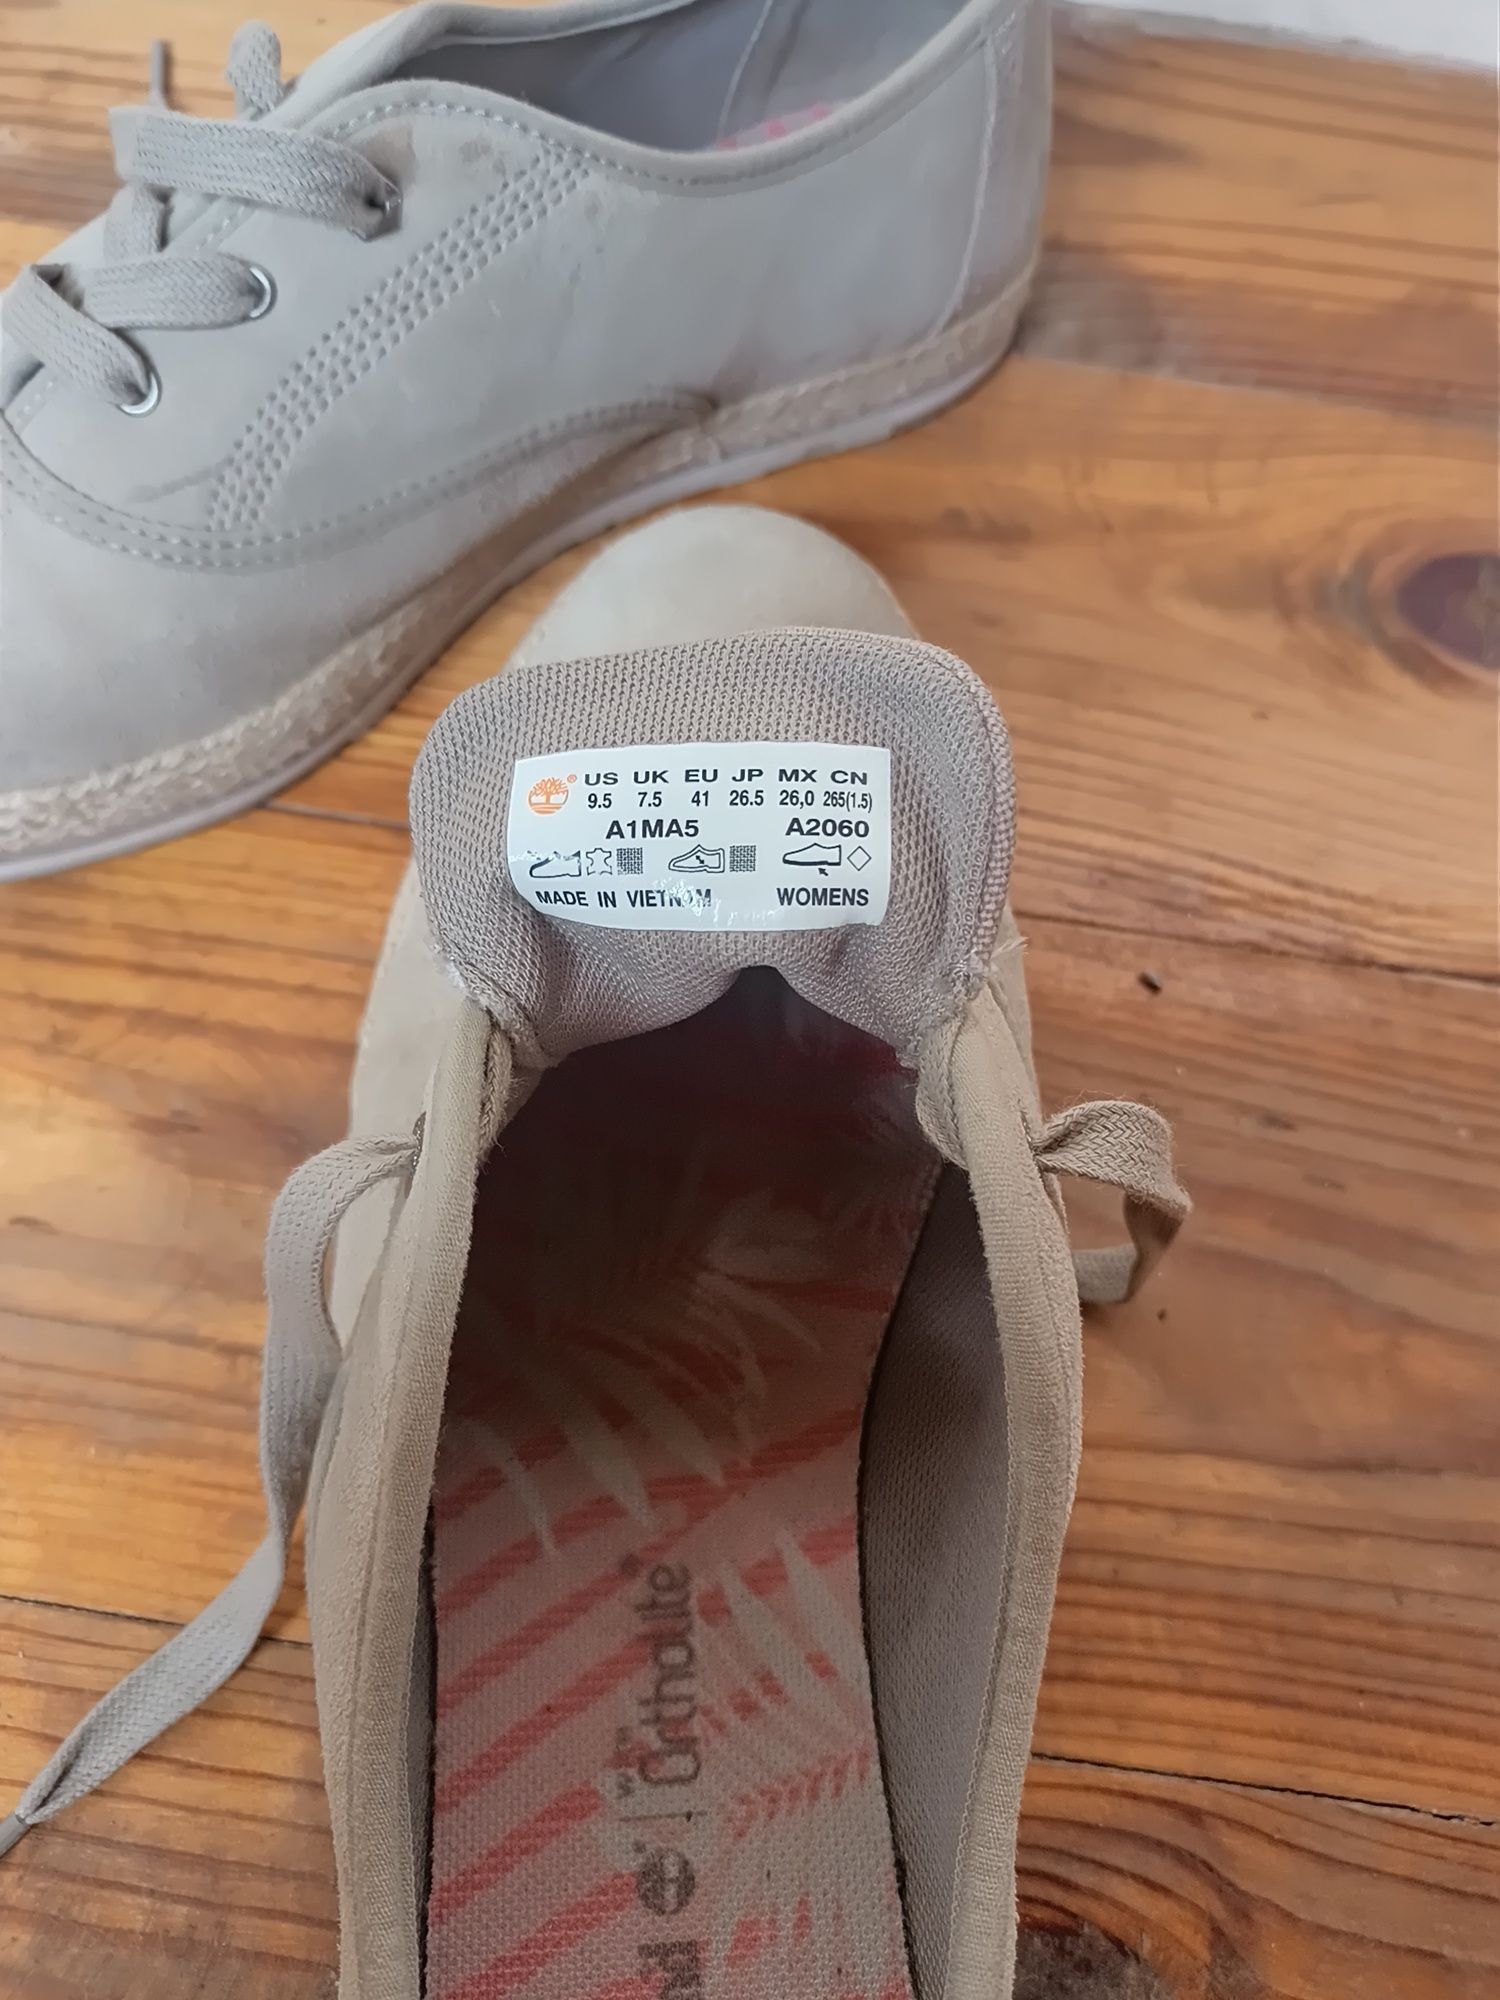 ® US UK EU JP MX CN
9.5 7.5 41 26.5 26,0 265(1.5)
A1MA5 A2060
MADE IN VIETNAM WOMENS
Ortholite®